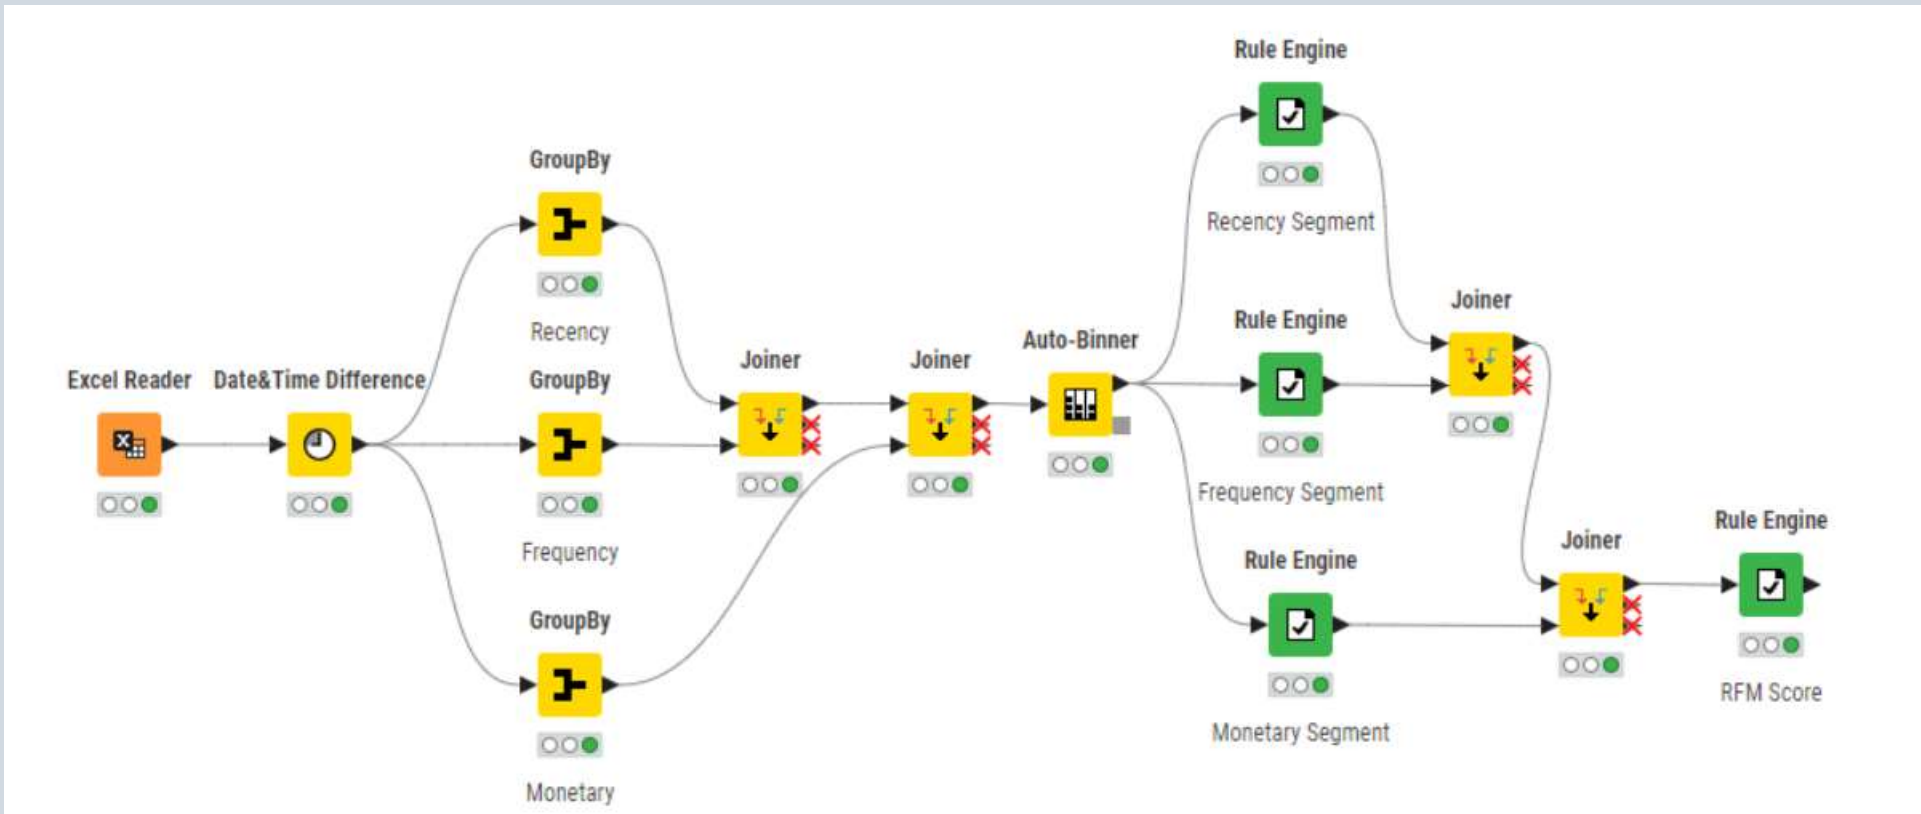 Rule Engine
Recency Segment
GroupBy
Recency
Excel Reader
Date&Time Difference
GroupBy
Frequency
GroupBy
Monetary
Joiner
Joiner
Auto-Binner
Rule Engine
Frequency Segment
Joiner
Rule Engine
Monetary Segment
Joiner
Rule Engine
RFM Score